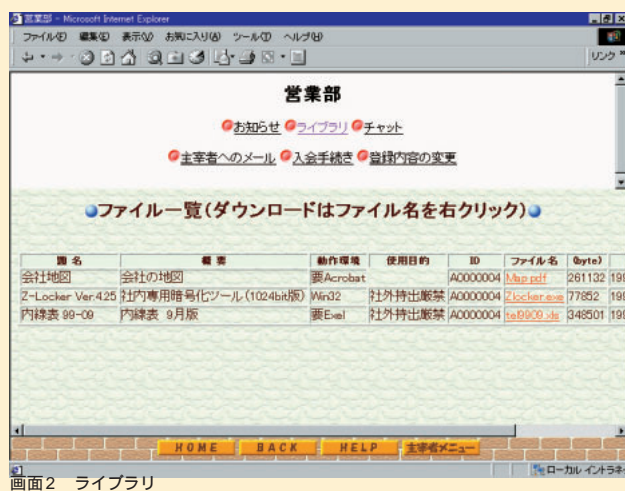 営業部 - Microsoft Internet Explorer
ファイル(F) 編集(E) 表示(V) お気に入り(A) ツール(T) ヘルプ(H)
リンク »
営業部
お知らせ ライブラリ チャット
主宰者へのメール 入会手続き 登録内容の変更
ファイル一覧(ダウンロードはファイル名を右クリック)
題 名 概 要 動作環境 使用目的 ID ファイル名 (byte)
会社地図 会社の地図 要Acrobat A0000004 Map.pdf 261132 199
Z-Locker Ver.4.25 社内専用暗号化ツール(1024bit版) Win32 社外持出厳禁 A0000004 Zlocker.exe 77852 199
内線表 99-09 内線表 9月版 要Exel 社外持出厳禁 A0000004 tel9909.xls 348501 199
HOME BACK HELP 主宰者メニュー
ローカル イントラネ
画面2 ライブラリ